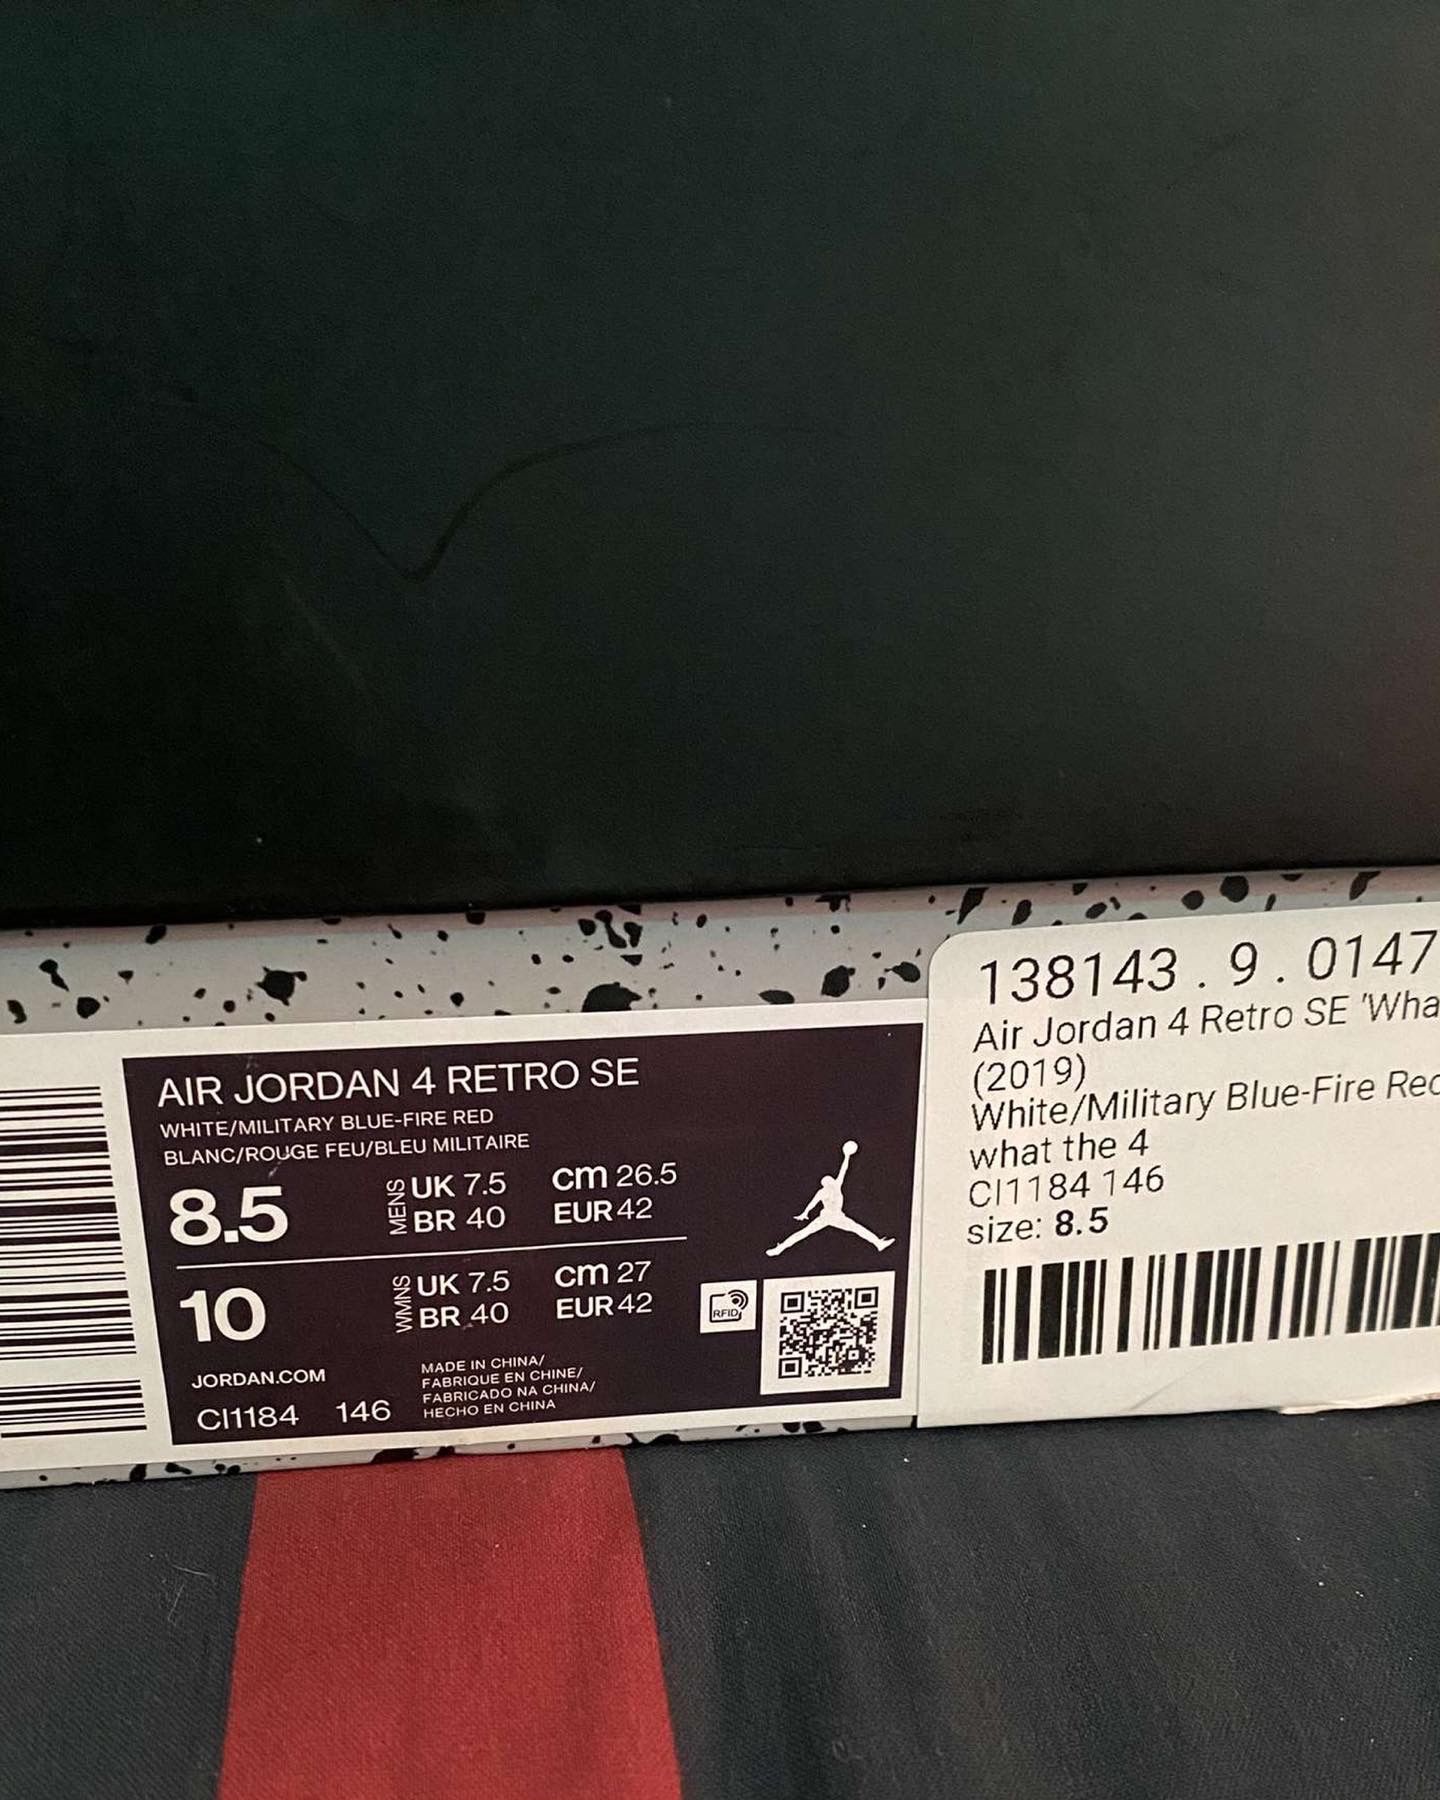 AIR JORDAN 4 RETRO SE
WHITE/MILITARY BLUE-FIRE RED
BLANC/ROUGE FEU/BLEU MILITAIRE
8.5 MENS UK 7.5 cm 26.5
BR 40 EUR 42
10 WMNS UK 7.5 cm 27
BR 40 EUR 42
RFID
JORDAN.COM
CI1184 146
MADE IN CHINA/
FABRIQUE EN CHINE/
FABRICADO NA CHINA/
HECHO EN CHINA
138143 . 9 . 0147
Air Jordan 4 Retro SE 'Wha
(2019)
White/Military Blue-Fire Red
what the 4
CI1184 146
size: 8.5